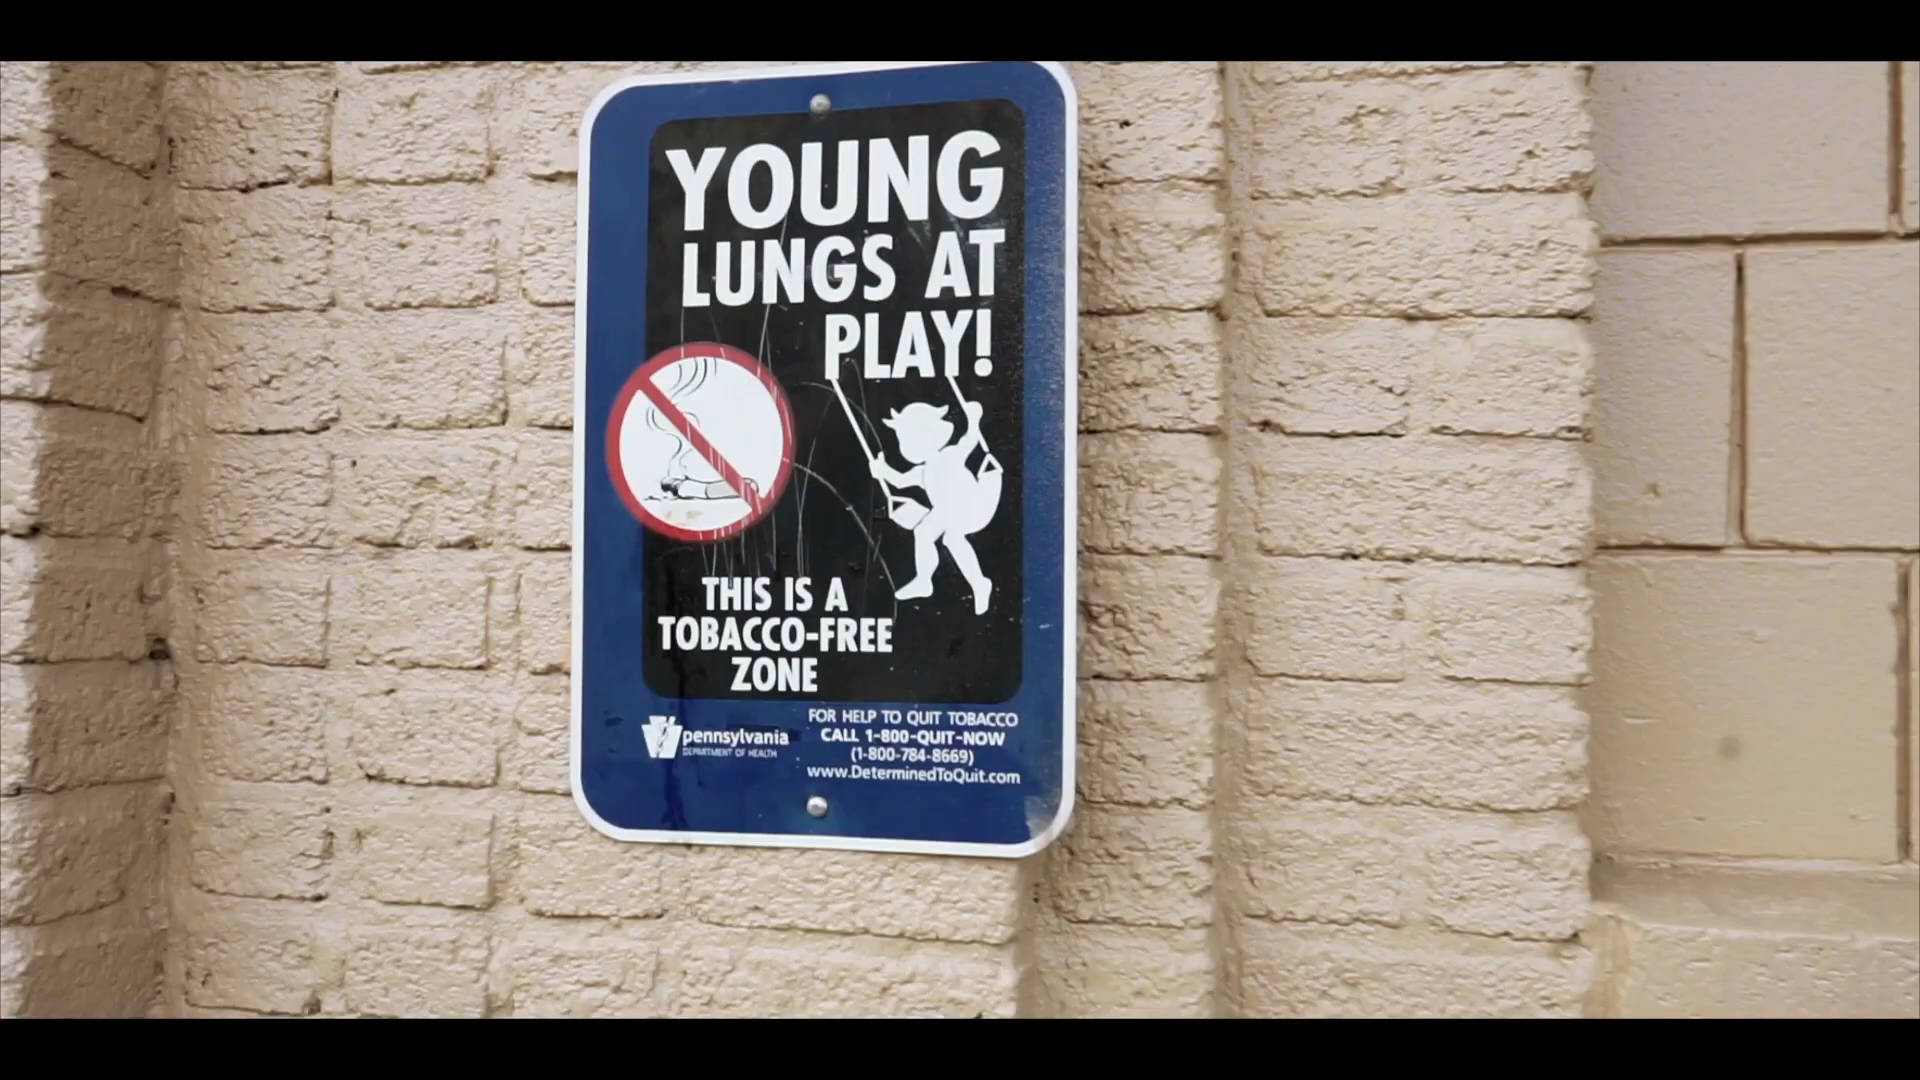 YOUNG
LUNGS AT
PLAY!
THIS IS A
TOBACCO-FREE
ZONE
pennsylvania
DEPARTMENT OF HEALTH
FOR HELP TO QUIT TOBACCO
CALL 1-800-QUIT-NOW
(1-800-784-8669)
www.DeterminedToQuit.com